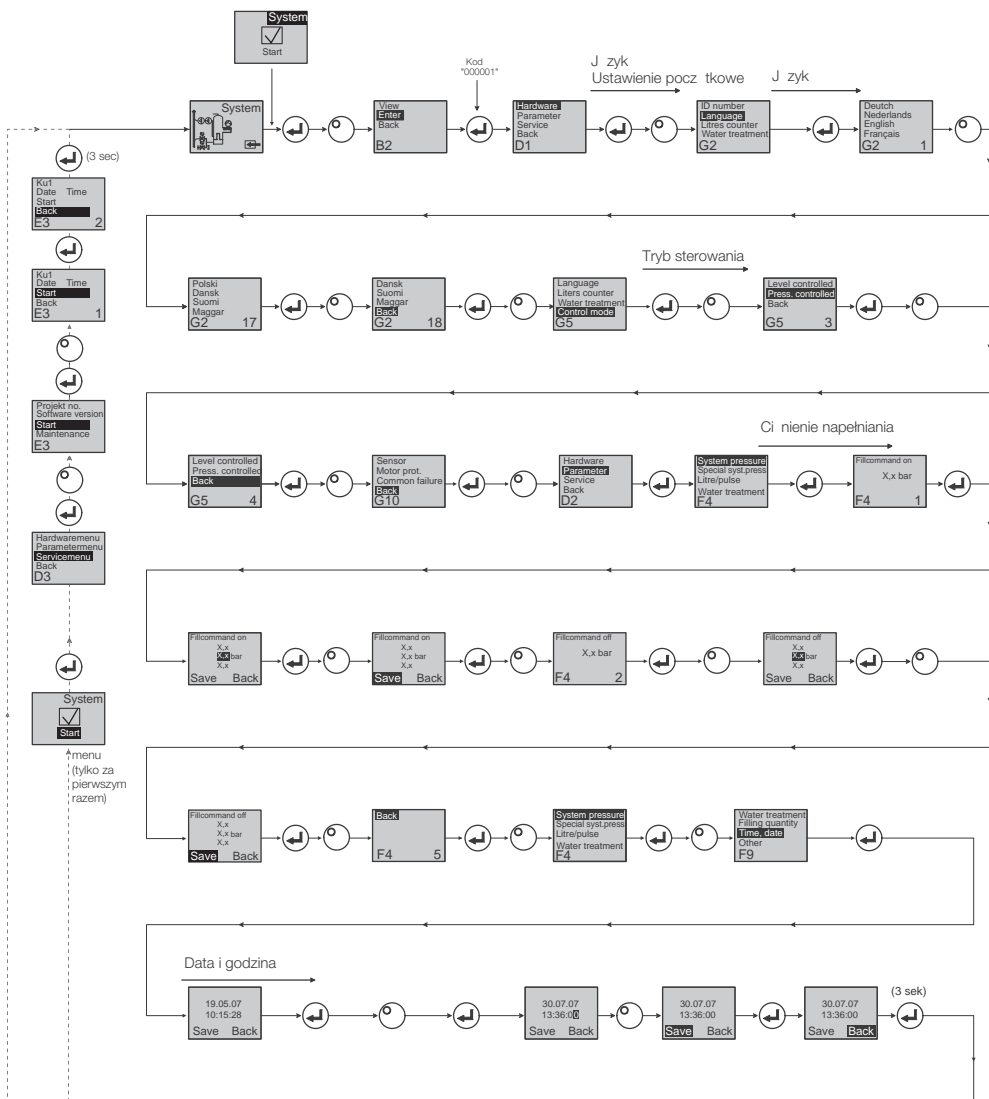 System
Start
Kod
"000001"
J zyk
Ustawienie pocz tkowe
J zyk
System
View
Enter
Back
B2
Hardware
Parameter
Service
Back
D1
ID number
Language
Litres counter
Water treatment
G2
Deutch
Nederlands
English
Français
G2 1
(3 sec)
Ku1
Date Time
Start
Back
E3 2
Ku1
Date Time
Start
Back
E3 1
Projekt no.
Software version
Start
Maintenance
E3
Hardwaremenu
Parametermenu
Servicemenu
Back
D3
System
Start
menu
(tylko za
pierwszym
razem)
Polski
Dansk
Suomi
Maggar
G2 17
Dansk
Suomi
Maggar
Back
G2 18
Language
Liters counter
Water treatment
Control mode
G5
Tryb sterowania
Level controlled
Press. controlled
Back
G5 3
Level controlled
Press. controlled
Back
G5 4
Sensor
Motor prot.
Common failure
Back
G10
Hardware
Parameter
Service
Back
D2
Ci nienie napełniania
System pressure
Special syst.press
Litre/pulse
Water treatment
F4
Fillcommand on
X,x bar
F4 1
Fillcommand on
X,x
X,x bar
X,x
Save Back
Fillcommand on
X,x
X,x bar
X,x
Save Back
Fillcommand off
X,x bar
F4 2
Fillcommand off
X,x
X,x bar
X,x
Save Back
Fillcommand off
X,x
X,x bar
X,x
Save Back
Back
F4 5
System pressure
Special syst.press
Litre/pulse
Water treatment
F4
Water treatment
Filling quantity
Time, date
Other
F9
Data i godzina
19.05.07
10:15:28
Save Back
30.07.07
13:36:00
Save Back
30.07.07
13:36:00
Save Back
30.07.07
13:36:00
Save Back
(3 sek)